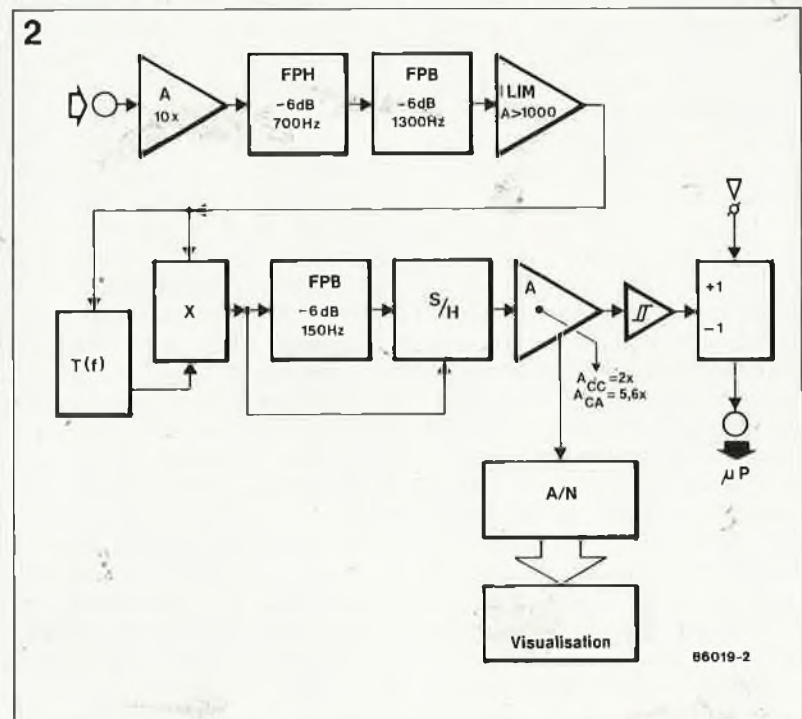 2
A
10x
FPH
-6dB
700Hz
FPB
-6dB
1300Hz
LIM
A>1000
T(f)
X
FPB
-6dB
150Hz
S/H
A
ACC=2x
ACA=5,6x
+1
-1
μP
A/N
Visualisation
86019-2